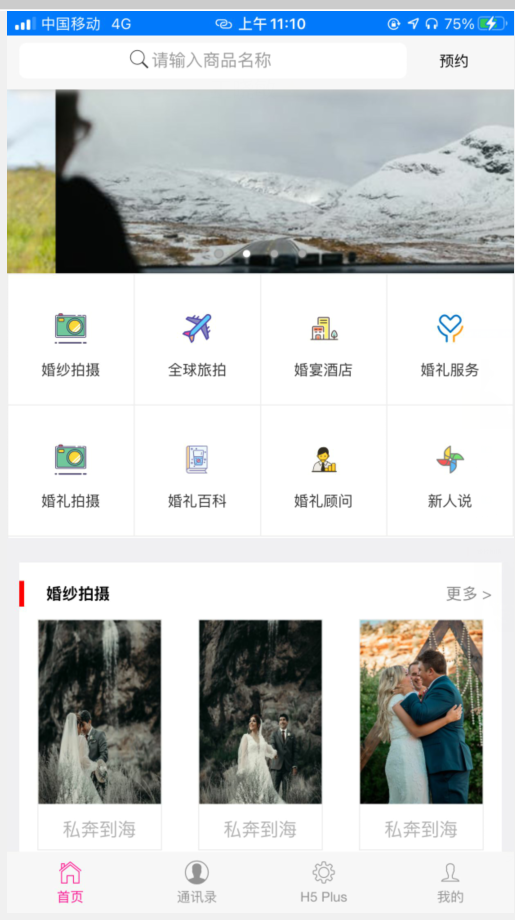 中国移动 4G 上午11:10 75%
请输入商品名称 预约
婚纱拍摄 全球旅拍 婚宴酒店 婚礼服务
婚礼拍摄 婚礼百科 婚礼顾问 新人说
婚纱拍摄 更多 >
私奔到海 私奔到海 私奔到海
首页 通讯录 H5 Plus 我的